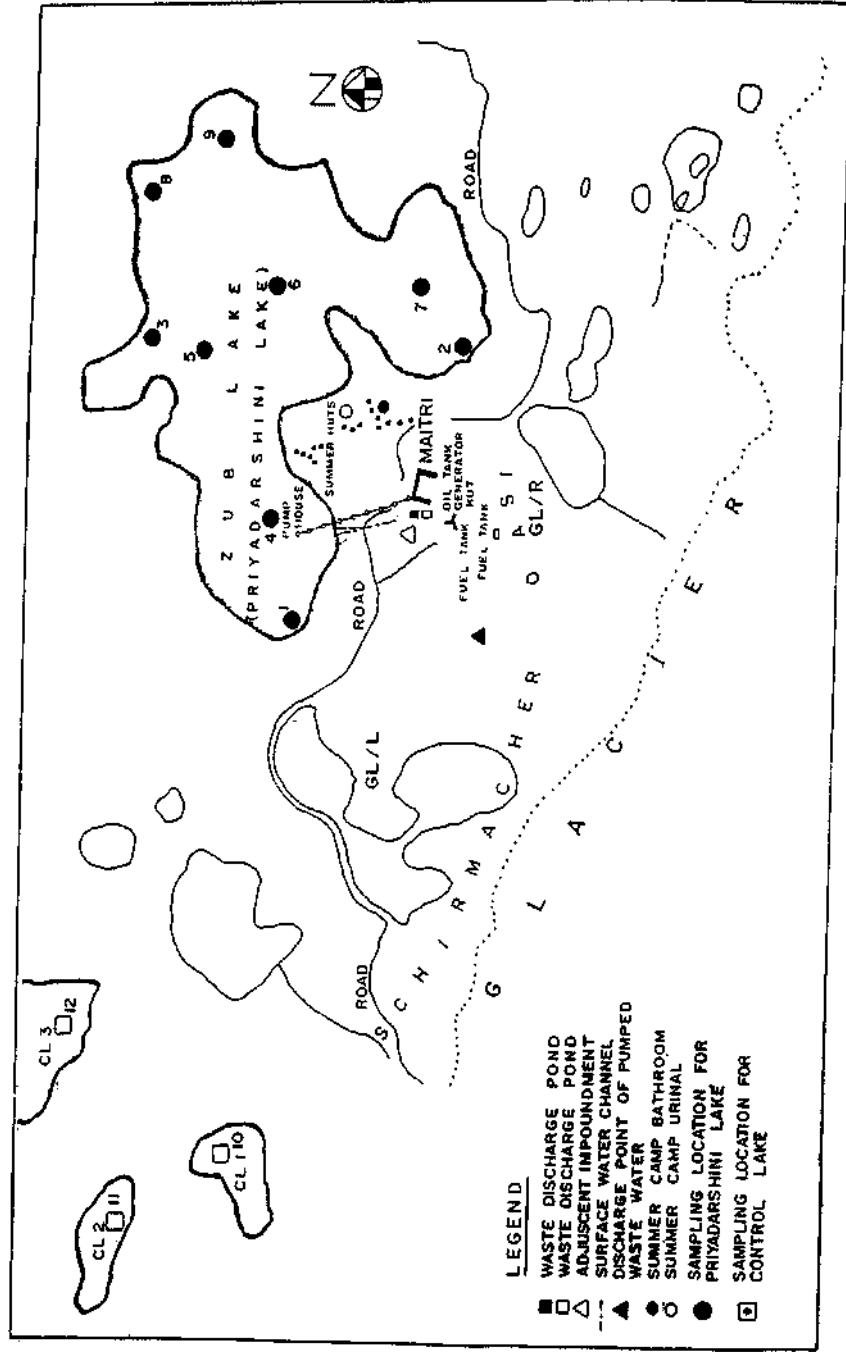 N
ZUB LAKE
(PRIYADARSHINI LAKE)
1
2
3
4
5
6
7
8
9
PUMP
HOUSE
SUMMER HUTS
MAITRI
OIL TANK
GENERATOR
HUT
FUEL TANK
FUEL TANK
ROAD
ROAD
ROAD
GL/L
GL/R
SCHIRMACHER OASI
GLACIER
CL 3
12
CL 2
11
CL 1
10
LEGEND
WASTE DISCHARGE POND
WASTE DISCHARGE POND
ADJUSCENT IMPOUNDMENT
SURFACE WATER CHANNEL
DISCHARGE POINT OF PUMPED
WASTE WATER
SUMMER CAMP BATHROOM
SUMMER CAMP URINAL
SAMPLING LOCATION FOR
PRIYADARSHINI LAKE
SAMPLING LOCATION FOR
CONTROL LAKE